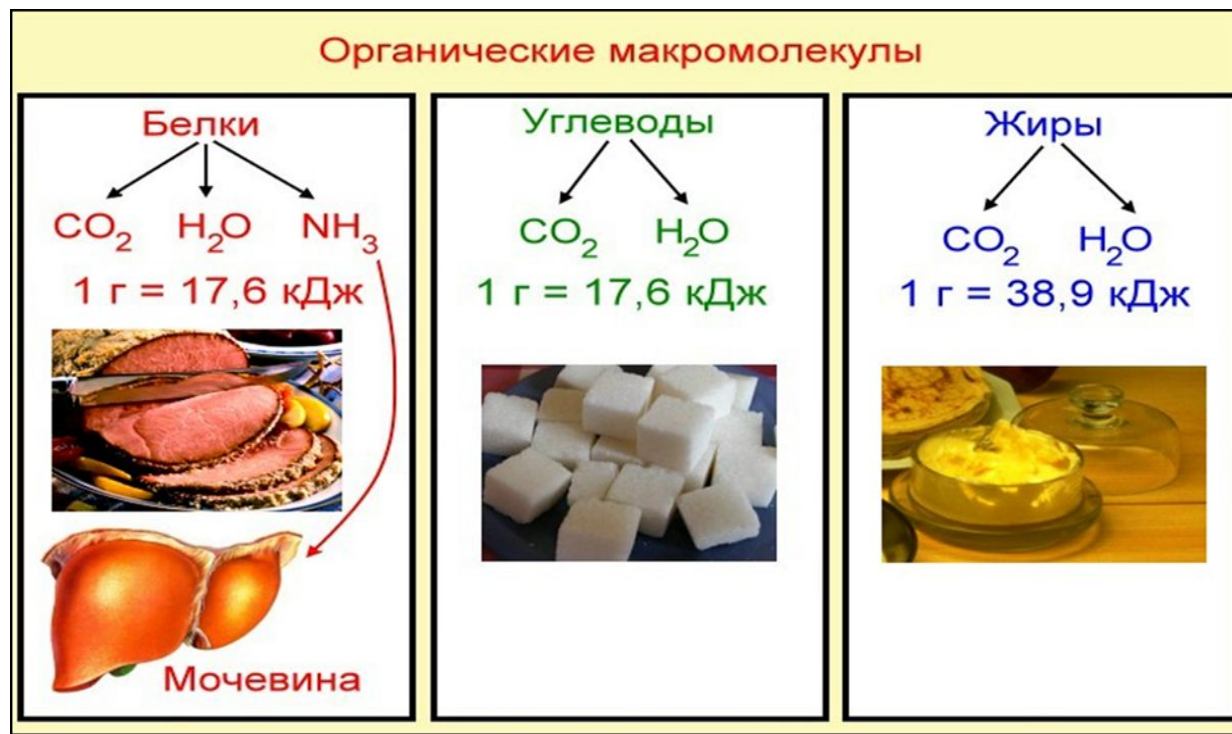 Органические макромолекулы
Белки
CO₂ H₂O NH₃
1 г = 17,6 кДж
Мочевина
Углеводы
CO₂ H₂O
1 г = 17,6 кДж
Жиры
CO₂ H₂O
1 г = 38,9 кДж